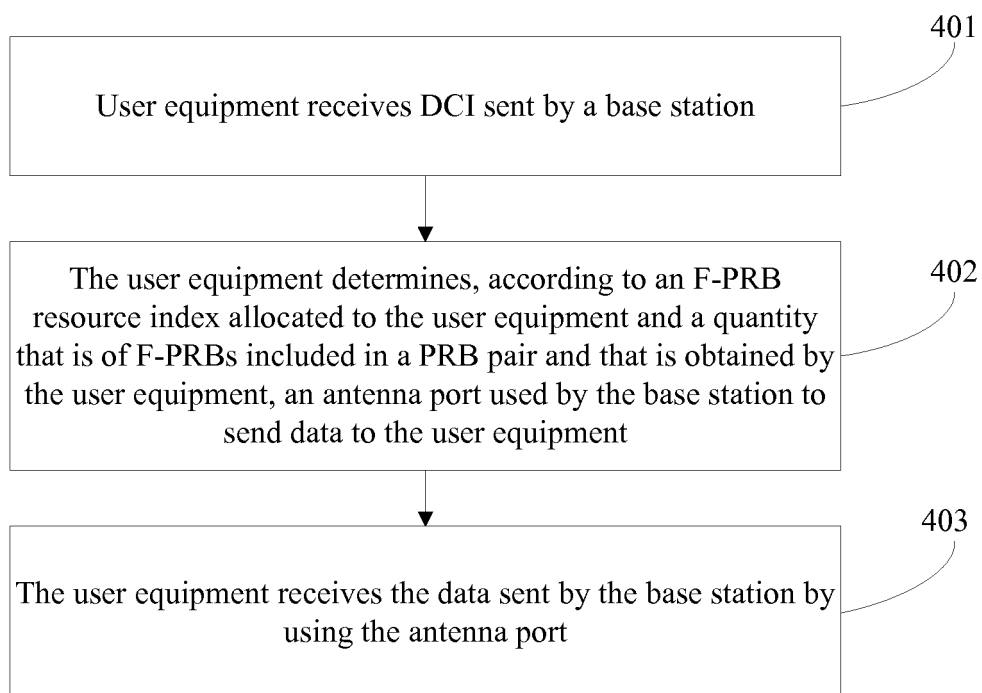 401
User equipment receives DCI sent by a base station
402
The user equipment determines, according to an F-PRB
resource index allocated to the user equipment and a quantity
that is of F-PRBs included in a PRB pair and that is obtained by
the user equipment, an antenna port used by the base station to
send data to the user equipment
403
The user equipment receives the data sent by the base station by
using the antenna port